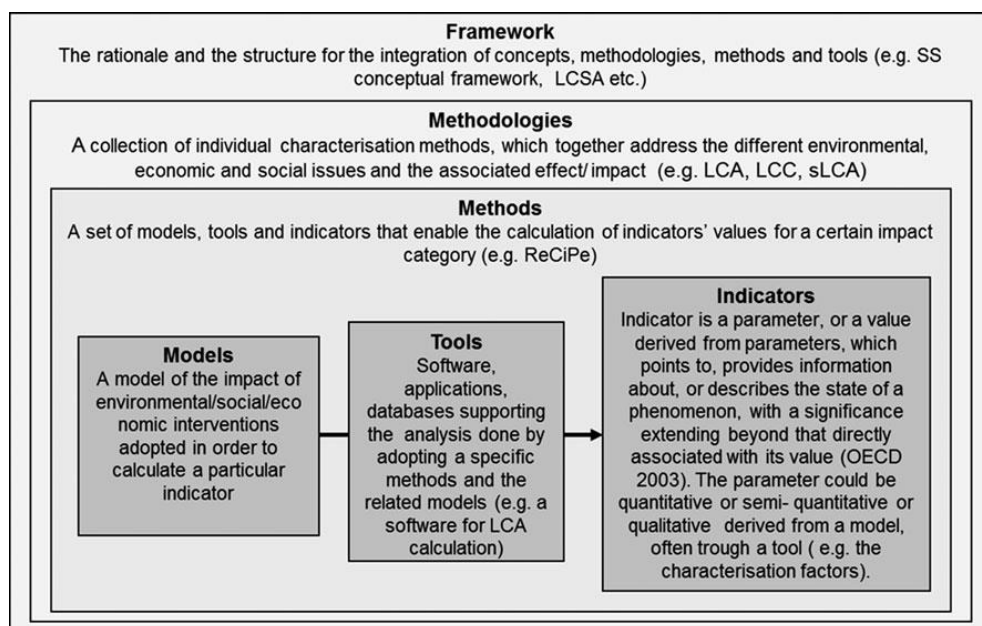 Framework
The rationale and the structure for the integration of concepts, methodologies, methods and tools (e.g. SS
conceptual framework, LCSA etc.)
Methodologies
A collection of individual characterisation methods, which together address the different environmental,
economic and social issues and the associated effect/ impact (e.g. LCA, LCC, sLCA)
Methods
A set of models, tools and indicators that enable the calculation of indicators' values for a certain impact
category (e.g. ReCiPe)
Models
A model of the impact of
environmental/social/eco
nomic interventions
adopted in order to
calculate a particular
indicator
Tools
Software,
applications,
databases supporting
the analysis done by
adopting a specific
methods and the
related models (e.g. a
software for LCA
calculation)
Indicators
Indicator is a parameter, or a value
derived from parameters, which
points to, provides information
about, or describes the state of a
phenomenon, with a significance
extending beyond that directly
associated with its value (OECD
2003). The parameter could be
quantitative or semi- quantitative or
qualitative derived from a model,
often trough a tool ( e.g. the
characterisation factors).